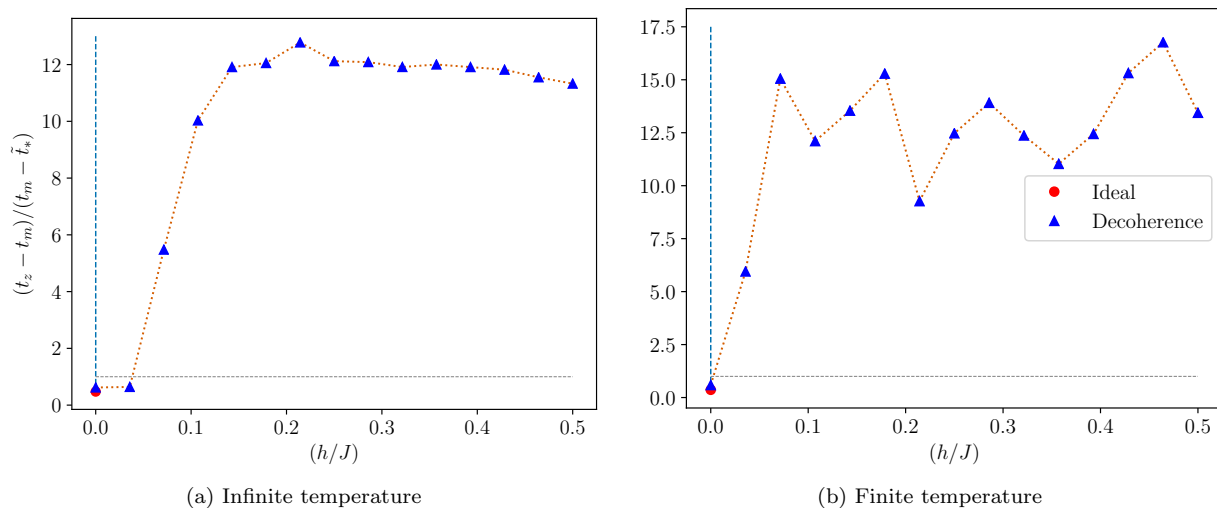 12
10
8
6
4
2
0
(t_z − t_m)/(t_m − t̃_*)
0.0 0.1 0.2 0.3 0.4 0.5
(h/J)
(a) Infinite temperature
17.5
15.0
12.5
10.0
7.5
5.0
2.5
0.0
Ideal
Decoherence
0.0 0.1 0.2 0.3 0.4 0.5
(h/J)
(b) Finite temperature